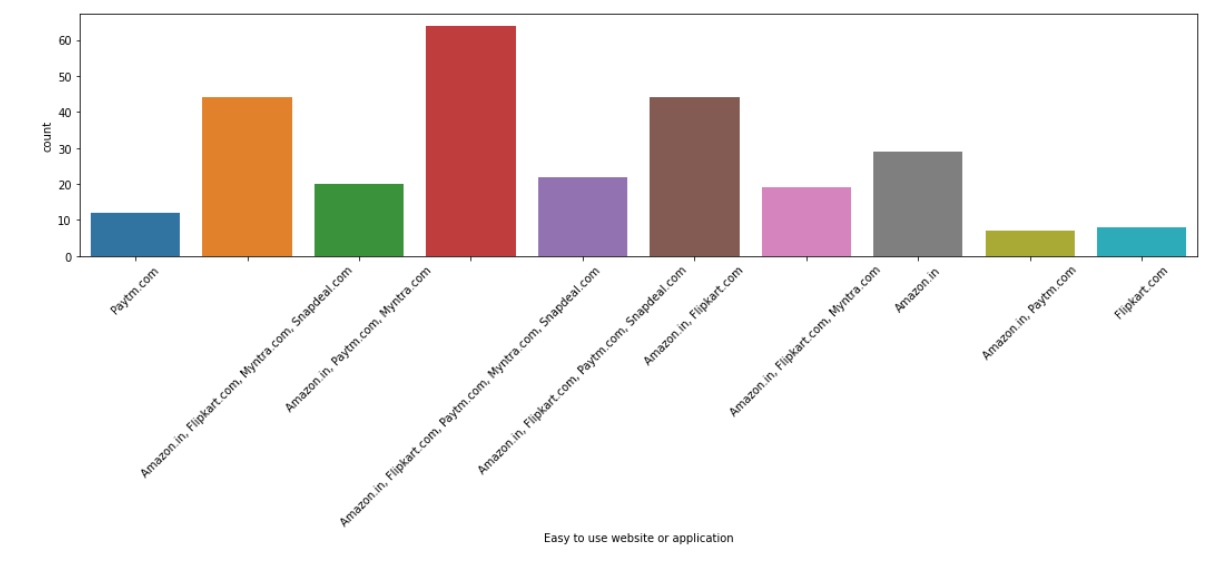 60
50
40
30
20
10
0
count
Paytm.com
Amazon.in, Flipkart.com, Myntra.com, Snapdeal.com
Amazon.in, Paytm.com, Myntra.com
Amazon.in, Flipkart.com, Paytm.com, Myntra.com, Snapdeal.com
Amazon.in, Flipkart.com, Paytm.com, Snapdeal.com
Amazon.in, Flipkart.com
Amazon.in, Flipkart.com, Myntra.com
Amazon.in
Amazon.in, Paytm.com
Flipkart.com
Easy to use website or application